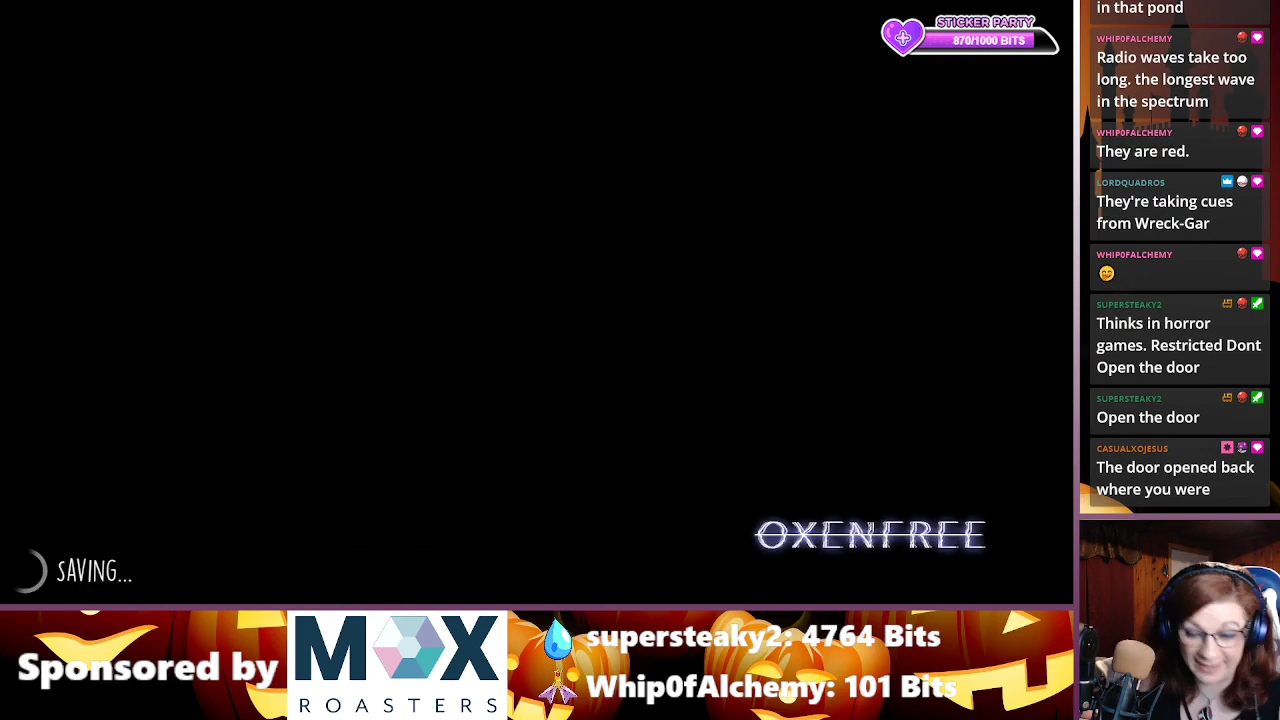 STICKER PARTY
870/1000 BITS
in that pond
WHIP0FALCHEMY
Radio waves take too
long. the longest wave
in the spectrum
WHIP0FALCHEMY
They are red.
LORDQUADROS
They're taking cues
from Wreck-Gar
WHIP0FALCHEMY
SUPERSTEAKY2
Thinks in horror
games. Restricted Dont
Open the door
SUPERSTEAKY2
Open the door
CASUALXOJESUS
The door opened back
where you were
OXENFREE
SAVING...
Sponsored by
MOX
ROASTERS
supersteaky2: 4764 Bits
Whip0fAlchemy: 101 Bits